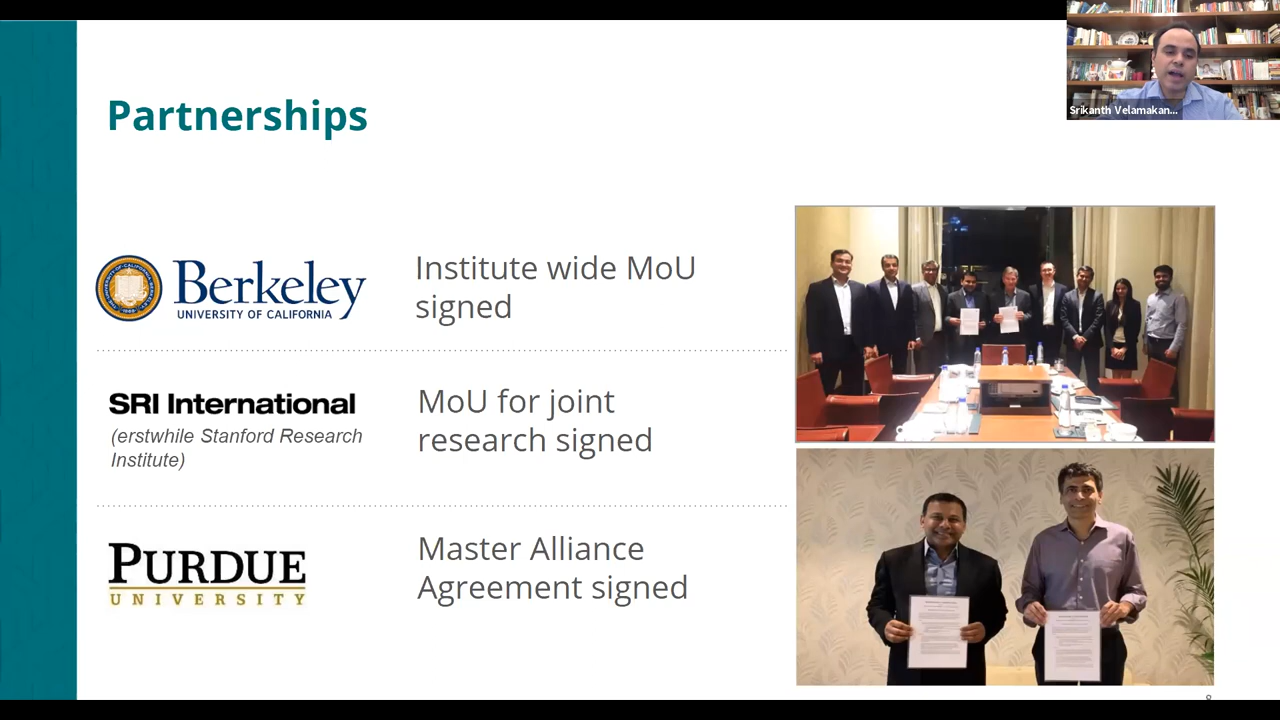 Srikanth Velamakan...
Partnerships
Berkeley
UNIVERSITY OF CALIFORNIA
Institute wide MoU
signed
SRI International
(erstwhile Stanford Research
Institute)
MoU for joint
research signed
PURDUE
UNIVERSITY
Master Alliance
Agreement signed
8